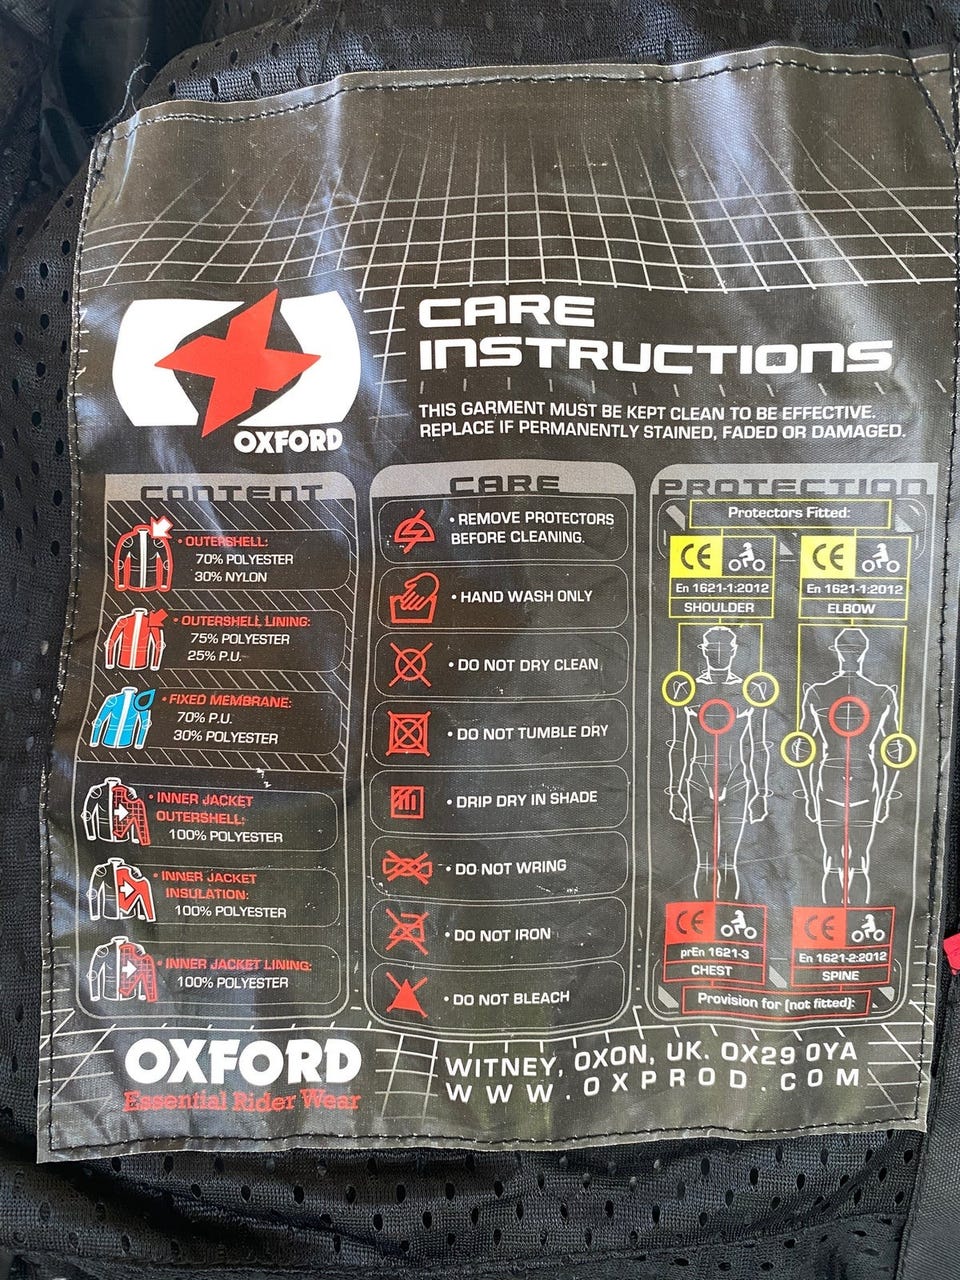 OXFORD
CARE
INSTRUCTIONS
THIS GARMENT MUST BE KEPT CLEAN TO BE EFFECTIVE.
REPLACE IF PERMANENTLY STAINED, FADED OR DAMAGED.
CONTENT
• OUTERSHELL:
70% POLYESTER
30% NYLON
• OUTERSHELL LINING:
75% POLYESTER
25% P.U.
• FIXED MEMBRANE:
70% P.U.
30% POLYESTER
• INNER JACKET
OUTERSHELL:
100% POLYESTER
• INNER JACKET
INSULATION:
100% POLYESTER
• INNER JACKET LINING:
100% POLYESTER
CARE
• REMOVE PROTECTORS
BEFORE CLEANING.
• HAND WASH ONLY
• DO NOT DRY CLEAN
• DO NOT TUMBLE DRY
• DRIP DRY IN SHADE
• DO NOT WRING
• DO NOT IRON
• DO NOT BLEACH
PROTECTION
Protectors Fitted:
CE
En 1621-1:2012
SHOULDER
CE
En 1621-1:2012
ELBOW
CE
prEn 1621-3
CHEST
CE
En 1621-2:2012
SPINE
Provision for (not fitted):
OXFORD
Essential Rider Wear
WITNEY, OXON, UK. OX29 0YA
WWW.OXPROD.COM